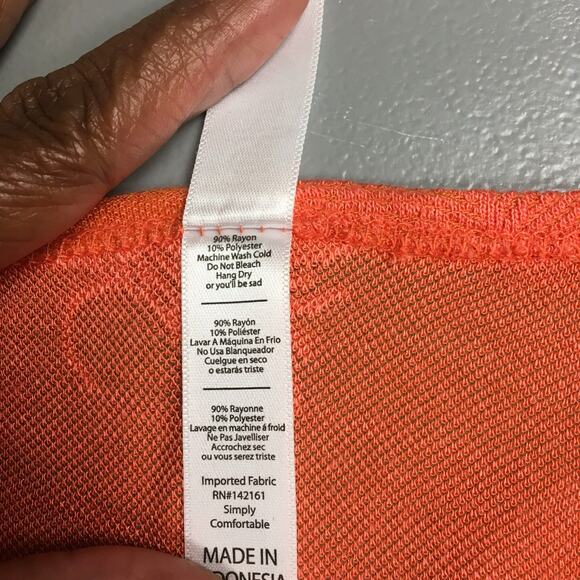 90% Rayon
10% Polyester
Machine Wash Cold
Do Not Bleach
Hang Dry
or you'll be sad
90% Rayón
10% Poliéster
Lavar A Máquina En Frio
No Usa Blanqueador
Cuelgue en seco
o estarás triste
90% Rayonne
10% Polyester
Lavage en machine á froid
Ne Pas Javelliser
Accrochez sec
ou vous serez triste
Imported Fabric
RN#142161
Simply
Comfortable
MADE IN